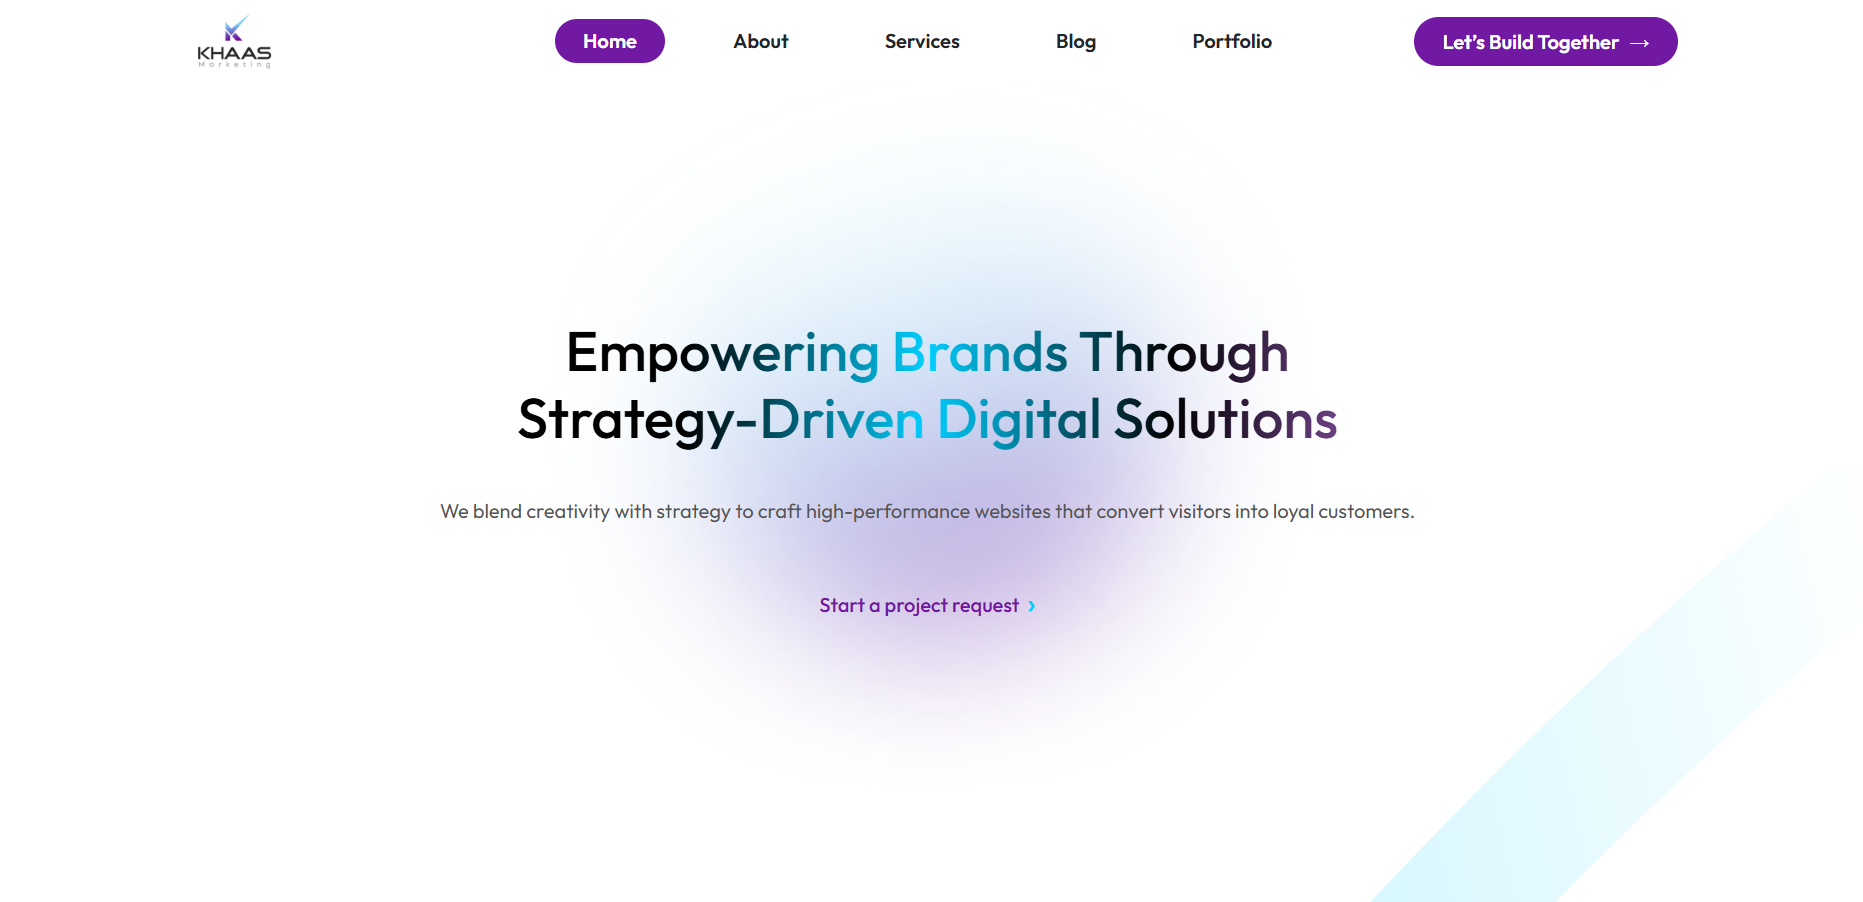 KHAAS
Marketing
Home
About
Services
Blog
Portfolio
Let’s Build Together →
Empowering Brands Through
Strategy-Driven Digital Solutions
We blend creativity with strategy to craft high-performance websites that convert visitors into loyal customers.
Start a project request ›